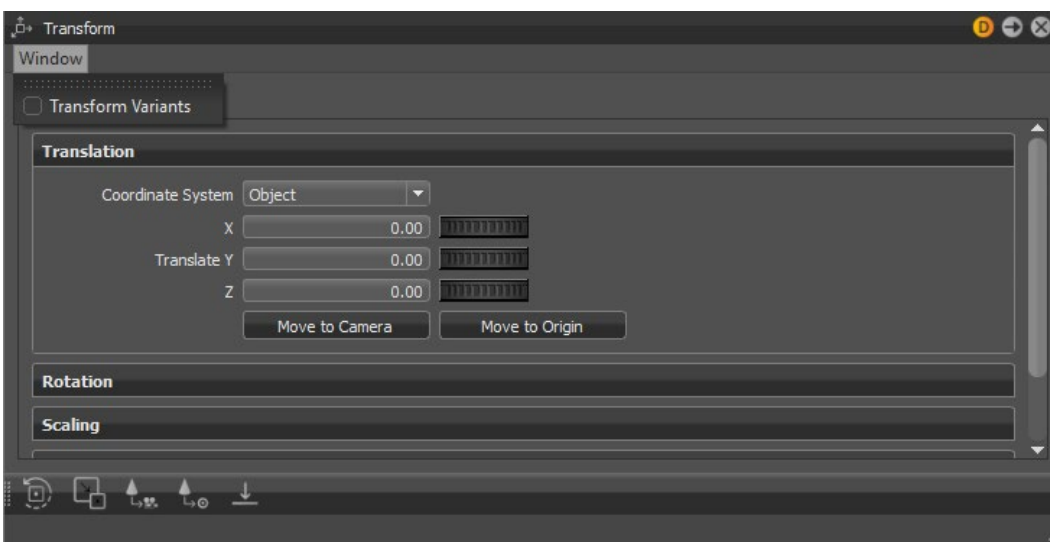 Transform
D
Window
Transform Variants
Translation
Coordinate System Object
X 0.00
Translate Y 0.00
Z 0.00
Move to Camera Move to Origin
Rotation
Scaling